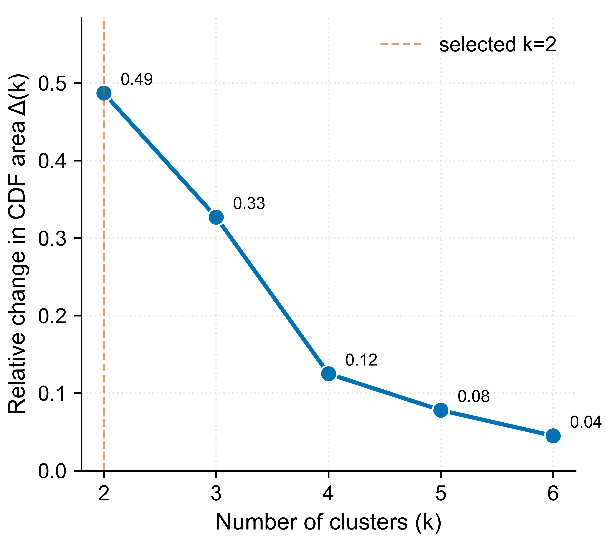 selected k=2
Relative change in CDF area Δ(k)
0.5
0.4
0.3
0.2
0.1
0.0
0.49
0.33
0.12
0.08
0.04
2 3 4 5 6
Number of clusters (k)